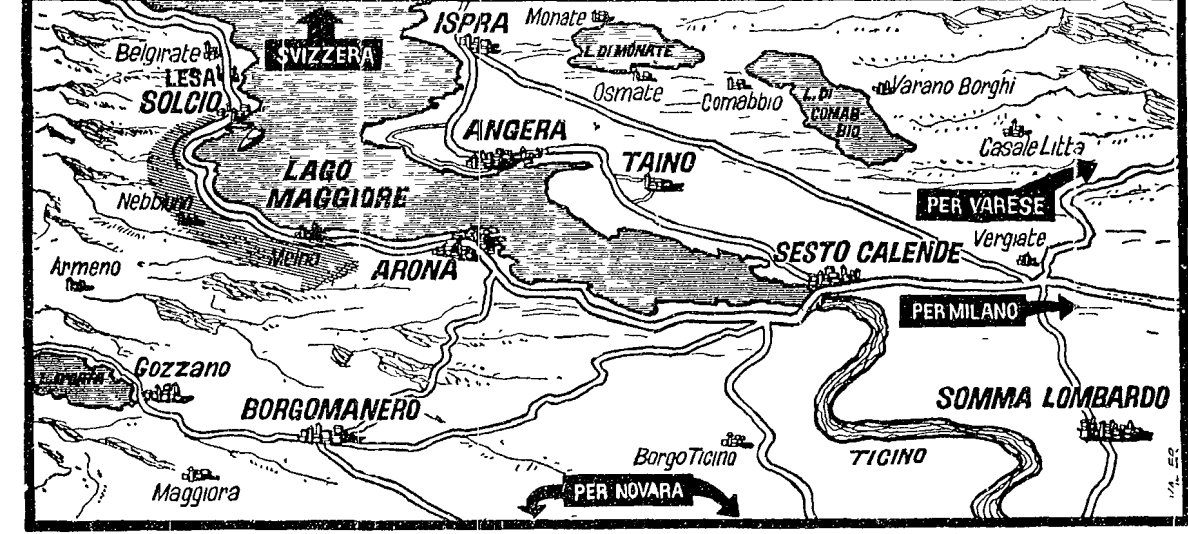 ISPRA
Monate
Belgirate
SVIZZERA
L. DI MONATE
LESA
SOLCIO
Osmate
Comabbio
L. DI
COMAB-
BIO
Varano Borghi
ANGERA
Casale Litta
LAGO
MAGGIORE
TAINO
Nebbiuno
PER VARESE
Meina
Vergiate
Armeno
ARONA
SESTO CALENDE
PER MILANO
Gozzano
L. D'ORTA
BORGOMANERO
SOMMA LOMBARDO
Borgo Ticino
TICINO
Maggiora
PER NOVARA